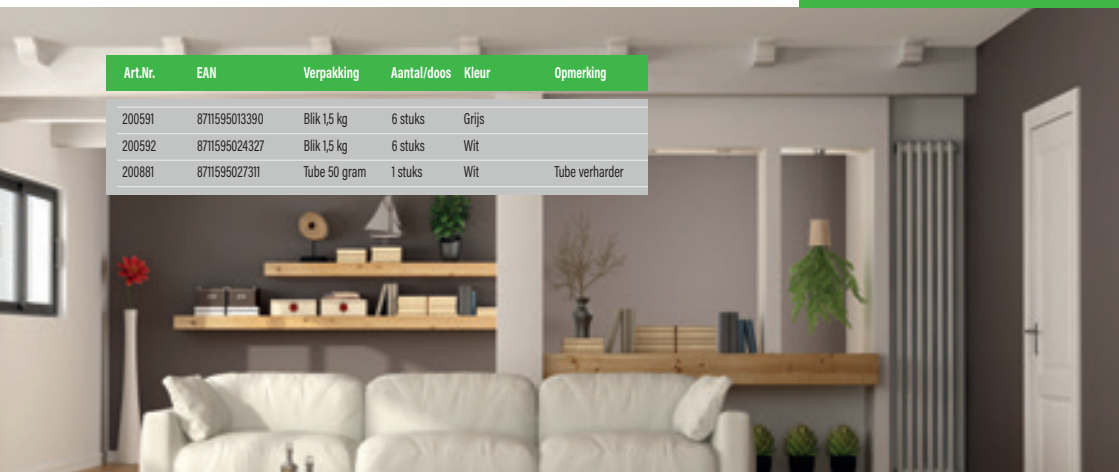 Art.Nr. EAN Verpakking Aantal/doos Kleur Opmerking
200591 8711595013390 Blik 1,5 kg 6 stuks Grijs
200592 8711595024327 Blik 1,5 kg 6 stuks Wit
200881 8711595027311 Tube 50 gram 1 stuks Wit Tube verharder